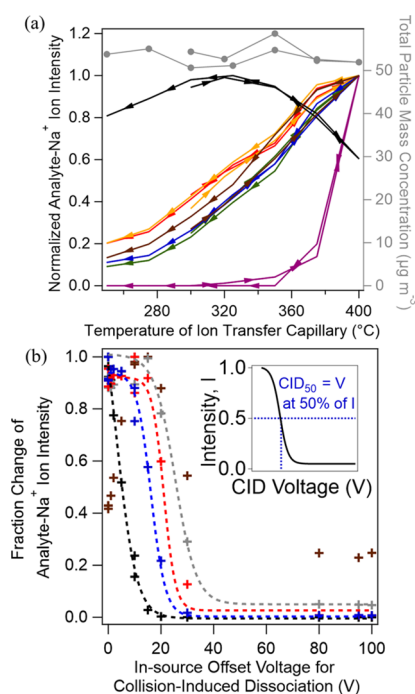 (a)
Normalized Analyte-Na+ Ion Intensity
1.2
1.0
0.8
0.6
0.4
0.2
0.0
50
40
30
20
10
0
Total Particle Mass Concentration (µg m-3)
280
320
360
400
Temperature of Ion Transfer Capillary (°C)
(b)
Fraction Change of
Analyte-Na+ Ion Intensity
1.0
0.8
0.6
0.4
0.2
0.0
Intensity, I
1.0
0.5
0.0
CID50 = V
at 50% of I
CID Voltage (V)
0
20
40
60
80
100
In-source Offset Voltage for
Collision-Induced Dissociation (V)